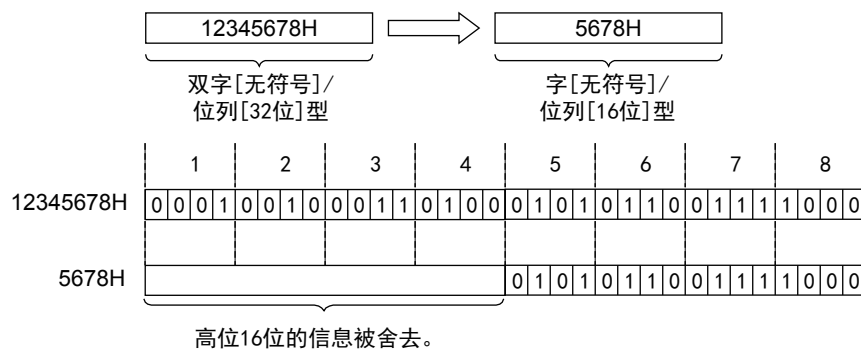 12345678H 5678H
双字[无符号]/ 字[无符号]/
位列[32位]型 位列[16位]型
1 2 3 4 5 6 7 8
12345678H 0 0 0 1 0 0 1 0 0 0 1 1 0 1 0 0 0 1 0 1 0 1 1 0 0 1 1 1 1 0 0 0
5678H 0 1 0 1 0 1 1 0 0 1 1 1 1 0 0 0
高位16位的信息被舍去。